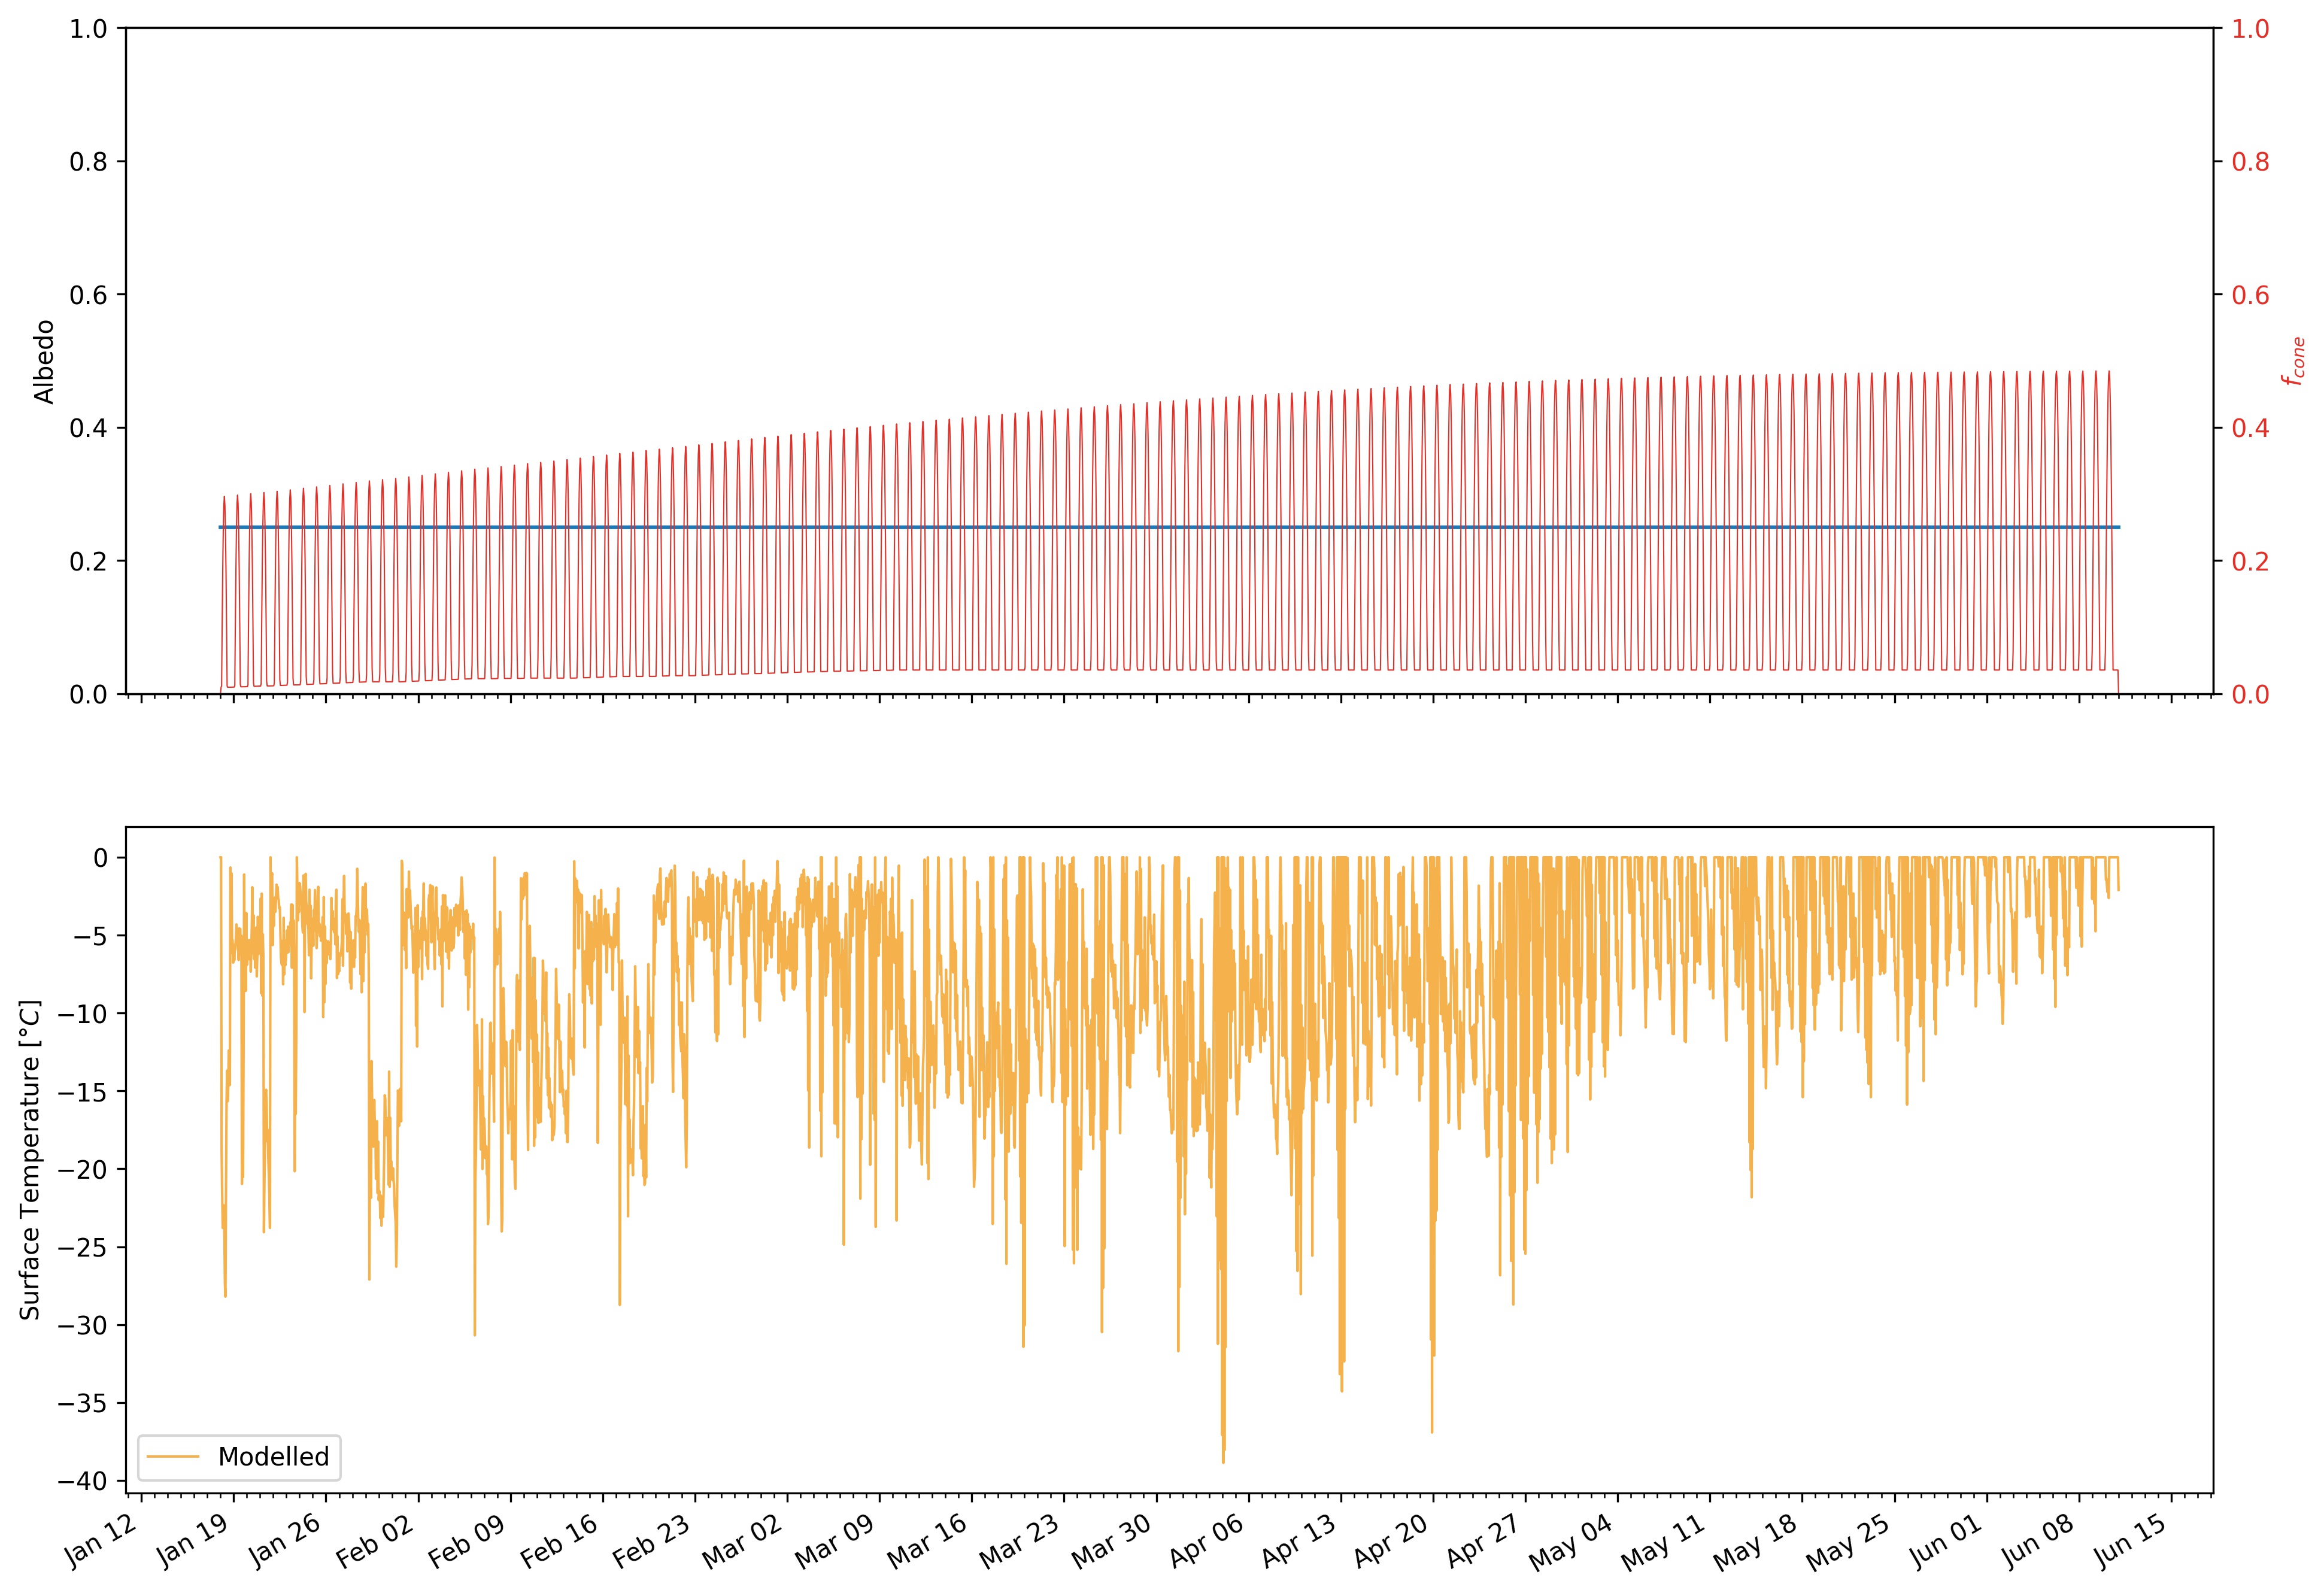 1.0
0.8
0.6
0.4
0.2
0.0
Albedo
1.0
0.8
0.6
0.4
0.2
0.0
f_cone
0
−5
−10
−15
−20
−25
−30
−35
−40
Surface Temperature [°C]
Modelled
Jan 12
Jan 19
Jan 26
Feb 02
Feb 09
Feb 16
Feb 23
Mar 02
Mar 09
Mar 16
Mar 23
Mar 30
Apr 06
Apr 13
Apr 20
Apr 27
May 04
May 11
May 18
May 25
Jun 01
Jun 08
Jun 15